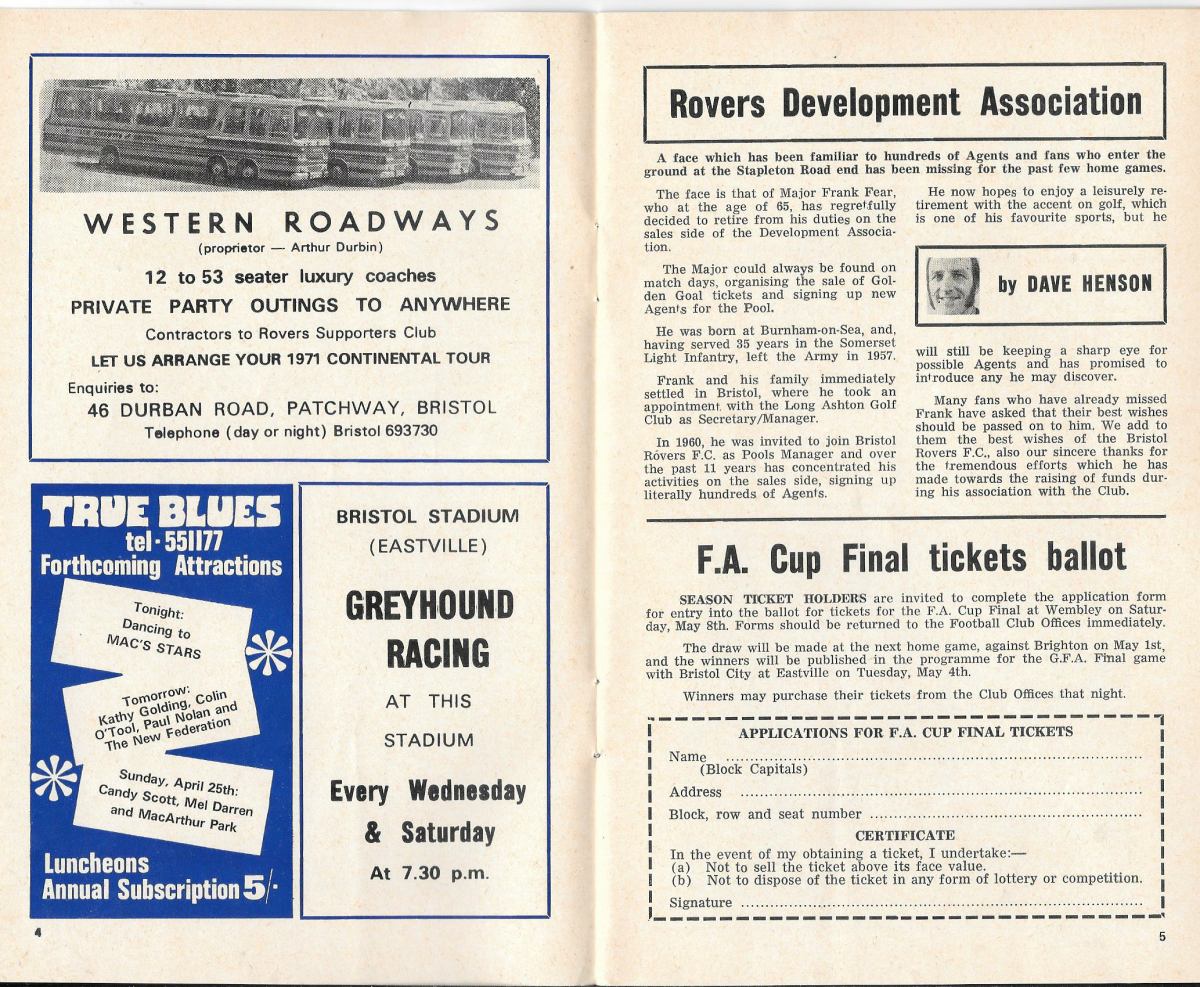 WESTERN ROADWAYS
(proprietor — Arthur Durbin)
12 to 53 seater luxury coaches
PRIVATE PARTY OUTINGS TO ANYWHERE
Contractors to Rovers Supporters Club
LET US ARRANGE YOUR 1971 CONTINENTAL TOUR
Enquiries to:
46 DURBAN ROAD, PATCHWAY, BRISTOL
Telephone (day or night) Bristol 693730
TRUE BLUES
tel·551177
Forthcoming Attractions
Tonight:
Dancing to
MAC'S STARS
Tomorrow:
Kathy Golding, Colin
O'Tool, Paul Nolan and
The New Federation
Sunday, April 25th:
Candy Scott, Mel Darren
and MacArthur Park
Luncheons
Annual Subscription 5/·
BRISTOL STADIUM
(EASTVILLE)
GREYHOUND
RACING
AT THIS
STADIUM
Every Wednesday
& Saturday
At 7.30 p.m.
4
Rovers Development Association
A face which has been familiar to hundreds of Agents and fans who enter the
ground at the Stapleton Road end has been missing for the past few home games.
The face is that of Major Frank Fear,
who at the age of 65, has regretfully
decided to retire from his duties on the
sales side of the Development Associa-
tion.
The Major could always be found on
match days, organising the sale of Gol-
den Goal tickets and signing up new
Agents for the Pool.
He was born at Burnham-on-Sea, and,
having served 35 years in the Somerset
Light Infantry, left the Army in 1957.
Frank and his family immediately
settled in Bristol, where he took an
appointment with the Long Ashton Golf
Club as Secretary/Manager.
In 1960, he was invited to join Bristol
Rovers F.C. as Pools Manager and over
the past 11 years has concentrated his
activities on the sales side, signing up
literally hundreds of Agents.
He now hopes to enjoy a leisurely re-
tirement with the accent on golf, which
is one of his favourite sports, but he
by DAVE HENSON
will still be keeping a sharp eye for
possible Agents and has promised to
introduce any he may discover.
Many fans who have already missed
Frank have asked that their best wishes
should be passed on to him. We add to
them the best wishes of the Bristol
Rovers F.C., also our sincere thanks for
the tremendous efforts which he has
made towards the raising of funds dur-
ing his association with the Club.
F.A. Cup Final tickets ballot
SEASON TICKET HOLDERS are invited to complete the application form
for entry into the ballot for tickets for the F.A. Cup Final at Wembley on Satur-
day, May 8th. Forms should be returned to the Football Club Offices immediately.
The draw will be made at the next home game, against Brighton on May 1st,
and the winners will be published in the programme for the G.F.A. Final game
with Bristol City at Eastville on Tuesday, May 4th.
Winners may purchase their tickets from the Club Offices that night.
APPLICATIONS FOR F.A. CUP FINAL TICKETS
Name
(Block Capitals)
Address
Block, row and seat number
CERTIFICATE
In the event of my obtaining a ticket, I undertake:—
(a) Not to sell the ticket above its face value.
(b) Not to dispose of the ticket in any form of lottery or competition.
Signature
5